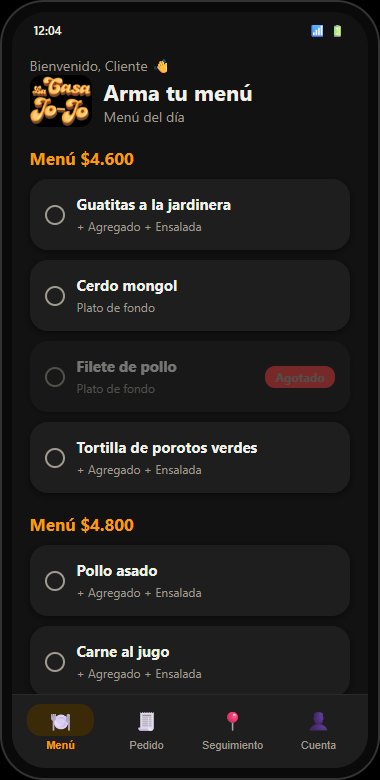 12:04
Bienvenido, Cliente
La Casa
Jo-Jo
Arma tu menú
Menú del día
Menú $4.600
Guatitas a la jardinera
+ Agregado + Ensalada
Cerdo mongol
Plato de fondo
Filete de pollo
Plato de fondo
Agotado
Tortilla de porotos verdes
+ Agregado + Ensalada
Menú $4.800
Pollo asado
+ Agregado + Ensalada
Carne al jugo
+ Agregado + Ensalada
Menú
Pedido
Seguimiento
Cuenta